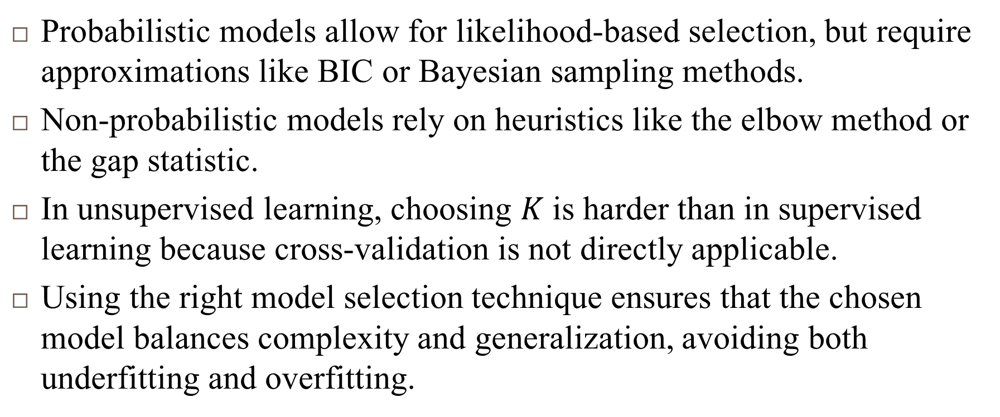 □ Probabilistic models allow for likelihood-based selection, but require
approximations like BIC or Bayesian sampling methods.
□ Non-probabilistic models rely on heuristics like the elbow method or
the gap statistic.
□ In unsupervised learning, choosing K is harder than in supervised
learning because cross-validation is not directly applicable.
□ Using the right model selection technique ensures that the chosen
model balances complexity and generalization, avoiding both
underfitting and overfitting.